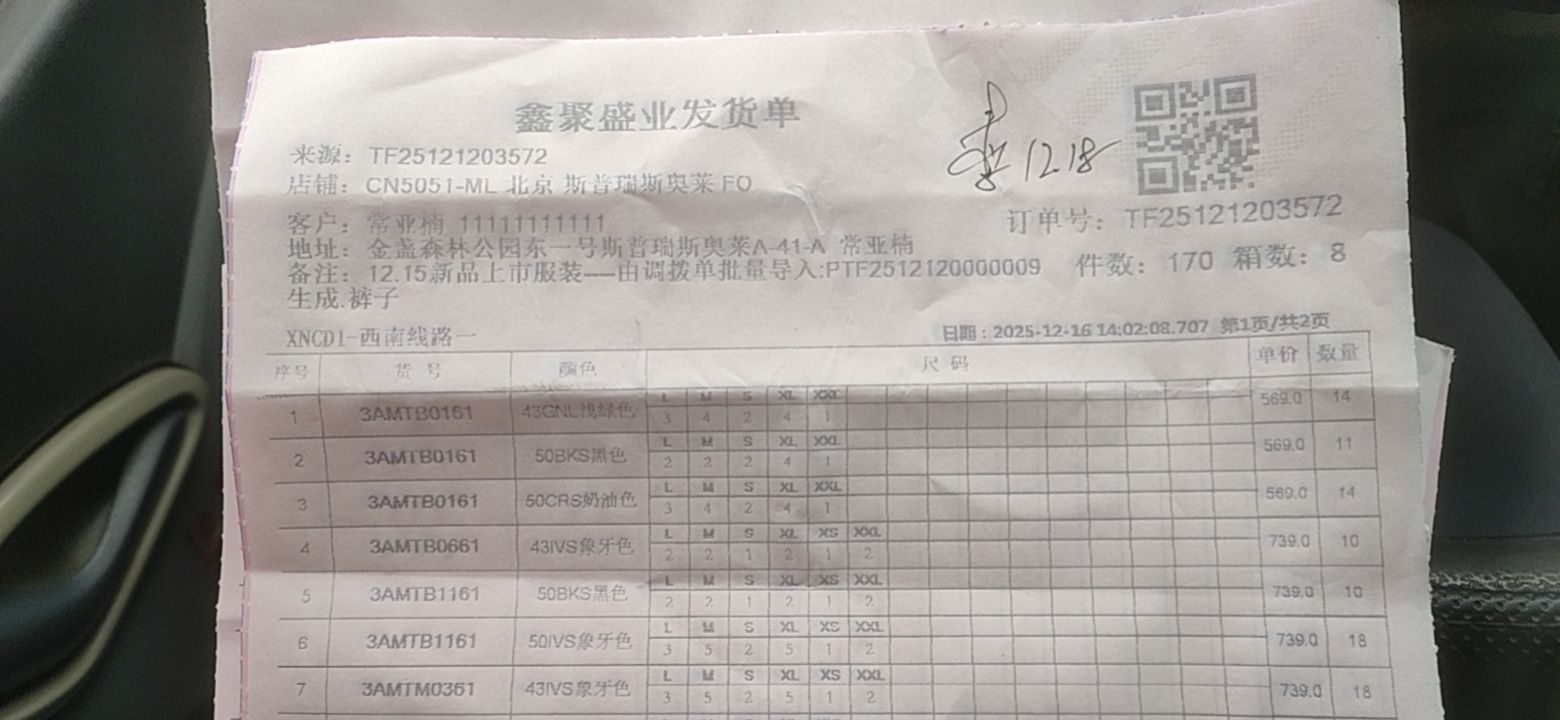 鑫聚盛业发货单
12.18
来源：TF25121203572
店铺：CN5051-ML 北京 斯普瑞斯奥莱 FO
客户：常亚楠 11111111111
订单号：TF25121203572
地址：金盏森林公园东一号斯普瑞斯奥莱A-41-A 常亚楠
备注：12.15新品上市服装——由调拨单批量导入:PTF2512120000009 件数：170 箱数：8
生成.裤子
XNCD1-西南线路一 日期：2025-12-16 14:02:08.707 第1页/共2页
序号 货号 颜色 尺码 单价 数量
L M S XL XXL
1 3AMTB0161 43GNL浅绿色 3 4 2 4 1 569.0 14
L M S XL XXL
2 3AMTB0161 50BKS黑色 2 2 2 4 1 569.0 11
L M S XL XXL
3 3AMTB0161 50CRS奶油色 3 4 2 4 1 569.0 14
L M S XL XS XXL
4 3AMTB0661 43IVS象牙色 2 2 1 2 1 2 739.0 10
L M S XL XS XXL
5 3AMTB1161 50BKS黑色 2 2 1 2 1 2 739.0 10
L M S XL XS XXL
6 3AMTB1161 50IVS象牙色 3 5 2 5 1 2 739.0 18
L M S XL XS XXL
7 3AMTM0361 43IVS象牙色 3 5 2 5 1 2 739.0 18